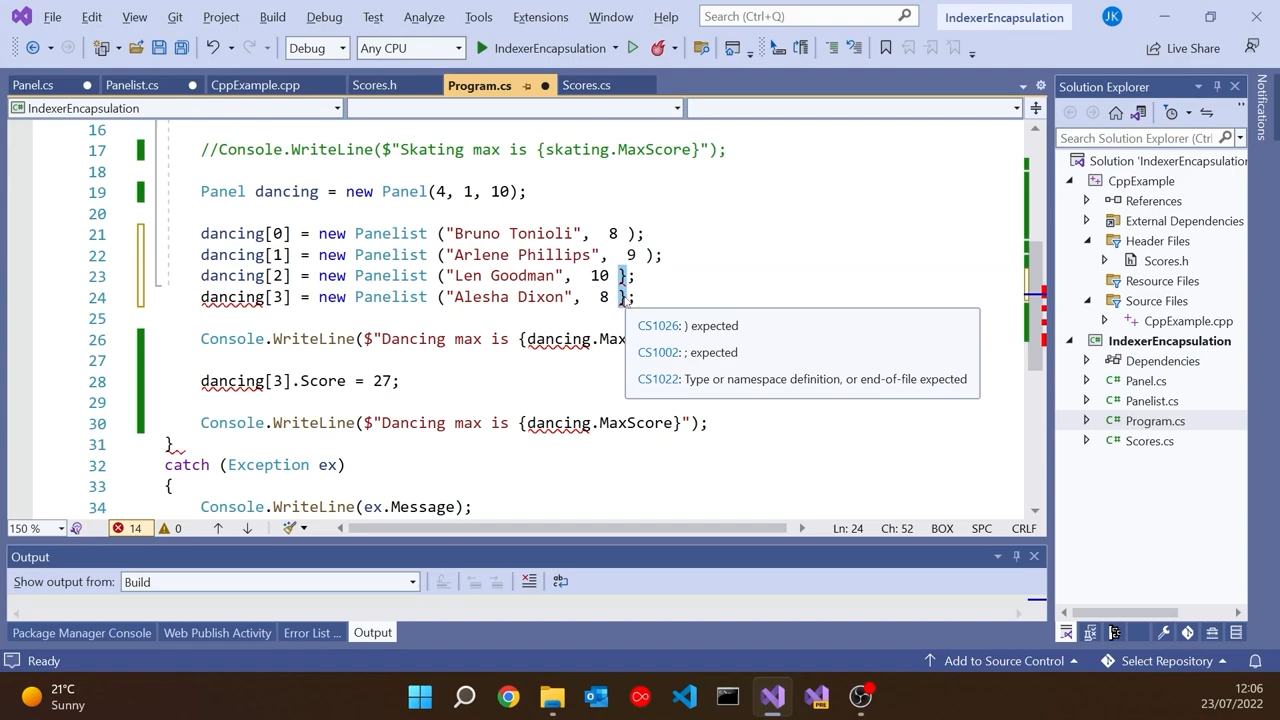 File Edit View Git Project Build Debug Test Analyze Tools Extensions Window Help Search (Ctrl+Q) IndexerEncapsulation JK
Debug Any CPU IndexerEncapsulation Live Share
Panel.cs Panelist.cs CppExample.cpp Scores.h Program.cs Scores.cs
IndexerEncapsulation
16
17 //Console.WriteLine($"Skating max is {skating.MaxScore}");
18
19 Panel dancing = new Panel(4, 1, 10);
20
21 dancing[0] = new Panelist ("Bruno Tonioli",  8 );
22 dancing[1] = new Panelist ("Arlene Phillips",  9 );
23 dancing[2] = new Panelist ("Len Goodman",  10 };
24 dancing[3] = new Panelist ("Alesha Dixon",  8 };
25
26 Console.WriteLine($"Dancing max is {dancing.Max
27
28 dancing[3].Score = 27;
29
30 Console.WriteLine($"Dancing max is {dancing.MaxScore}");
31 }
32 catch (Exception ex)
33 {
34 Console.WriteLine(ex.Message);
CS1026: ) expected
CS1002: ; expected
CS1022: Type or namespace definition, or end-of-file expected
150 % 14 0 Ln: 24 Ch: 52 BOX SPC CRLF
Output
Show output from: Build
Package Manager Console Web Publish Activity Error List ... Output
Solution Explorer
Search Solution Explorer (Ctrl
Solution 'IndexerEncapsulation
CppExample
References
External Dependencies
Header Files
Scores.h
Resource Files
Source Files
CppExample.cpp
IndexerEncapsulation
Dependencies
Panel.cs
Panelist.cs
Program.cs
Scores.cs
Notifications
Ready Add to Source Control Select Repository
21°C
Sunny
PRE
12:06
23/07/2022